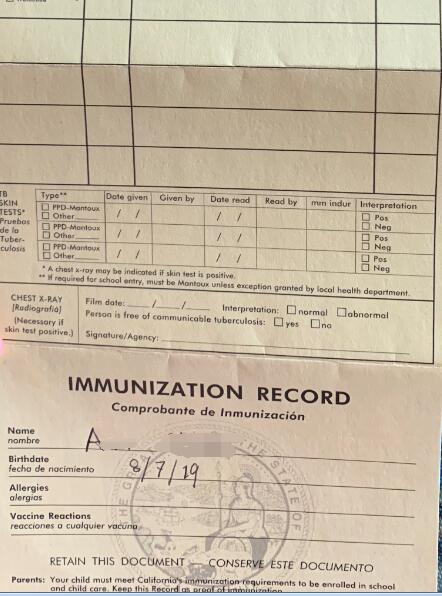 TB SKIN TESTS* Pruebas de la Tuber-culosis
Type** Date given Given by Date read Read by mm indur Interpretation
☐ PPD-Mantoux / / / / ☐ Pos
☐ Other ☐ Neg
☐ PPD-Mantoux / / / / ☐ Pos
☐ Other ☐ Neg
☐ PPD-Mantoux / / / / ☐ Pos
☐ Other ☐ Neg
* A chest x-ray may be indicated if skin test is positive.
** If required for school entry, must be Mantoux unless exception granted by local health department.
CHEST X-RAY
(Radiografía)
(Necessary if
skin test positive.)
Film date: / / Interpretation: ☐ normal ☐ abnormal
Person is free of communicable tuberculosis: ☐ yes ☐ no
Signature/Agency:
IMMUNIZATION RECORD
Comprobante de Inmunización
Name
nombre
A
Birthdate
fecha de nacimiento
8/7/19
Allergies
alergias
Vaccine Reactions
reacciones a cualquier vacuna
THE GREAT THE STATE OF
RETAIN THIS DOCUMENT CONSERVE ESTE DOCUMENTO
Parents: Your child must meet California's immunization requirements to be enrolled in school
and child care. Keep this Record as proof of immunization